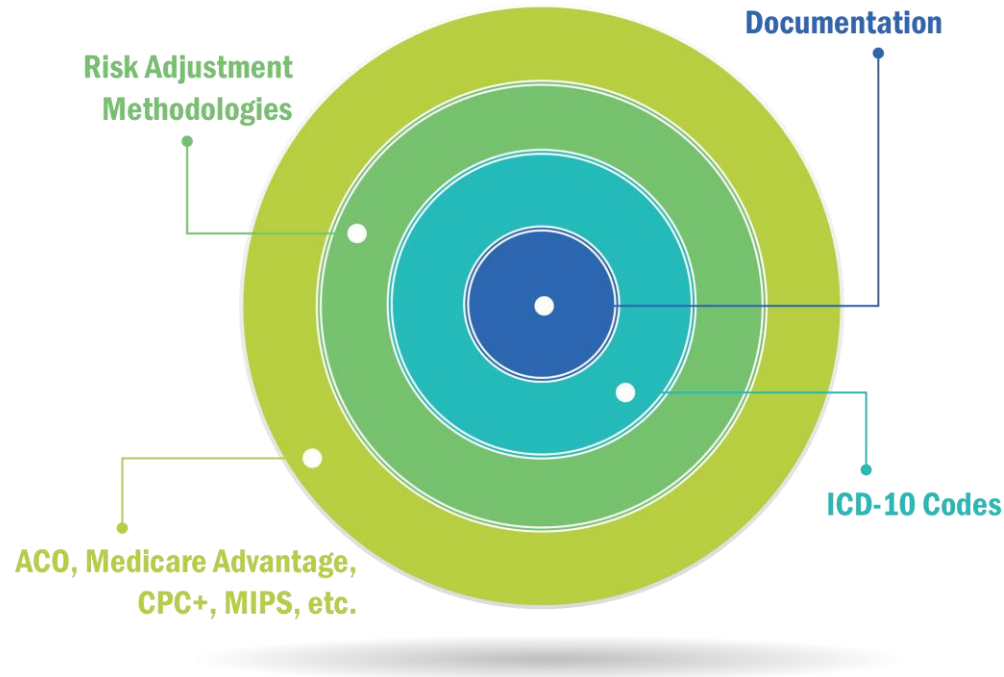 Documentation
Risk Adjustment
Methodologies
ICD-10 Codes
ACO, Medicare Advantage,
CPC+, MIPS, etc.